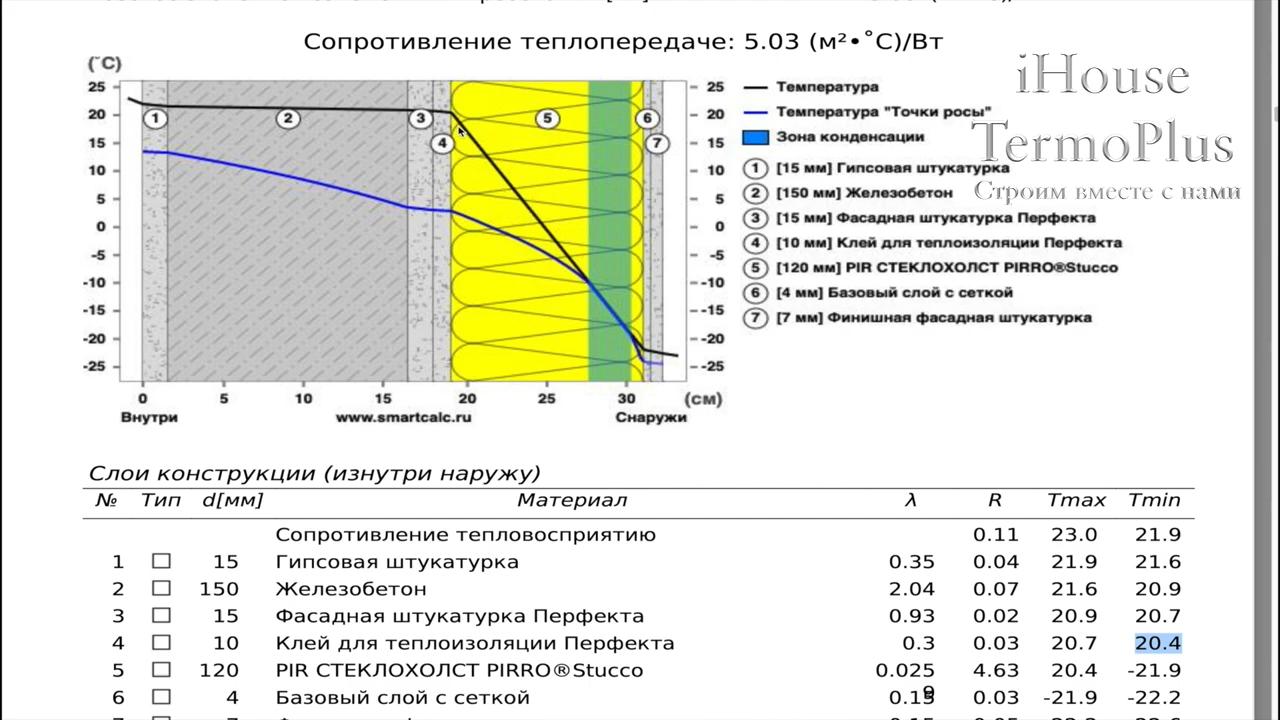 Сопротивление теплопередаче: 5.03 (м²•˚С)/Вт
iHouse
TermoPlus
Строим вместе с нами
(˚С)
25 25
20 20
15 15
10 10
5 5
0 0
-5 -5
-10 -10
-15 -15
-20 -20
-25 -25
1 2 3 4 5 6 7
0 5 10 15 20 25 30 (см)
Внутри www.smartcalc.ru Снаружи
Температура
Температура "Точки росы"
Зона конденсации
1 [15 мм] Гипсовая штукатурка
2 [150 мм] Железобетон
3 [15 мм] Фасадная штукатурка Перфекта
4 [10 мм] Клей для теплоизоляции Перфекта
5 [120 мм] PIR СТЕКЛОХОЛСТ PIRRO®Stucco
6 [4 мм] Базовый слой с сеткой
7 [7 мм] Финишная фасадная штукатурка
Слои конструкции (изнутри наружу)
№ Тип d[мм] Материал λ R Tmax Tmin
Сопротивление тепловосприятию 0.11 23.0 21.9
1 15 Гипсовая штукатурка 0.35 0.04 21.9 21.6
2 150 Железобетон 2.04 0.07 21.6 20.9
3 15 Фасадная штукатурка Перфекта 0.93 0.02 20.9 20.7
4 10 Клей для теплоизоляции Перфекта 0.3 0.03 20.7 20.4
5 120 PIR СТЕКЛОХОЛСТ PIRRO®Stucco 0.025 4.63 20.4 -21.9
6 4 Базовый слой с сеткой 0.15 0.03 -21.9 -22.2
9